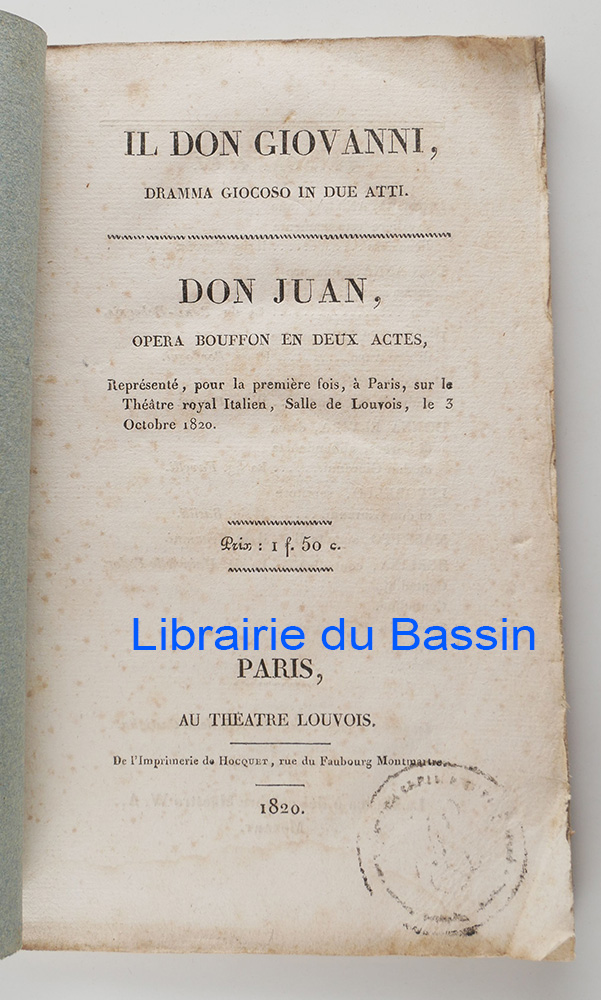 IL DON GIOVANNI,
DRAMMA GIOCOSO IN DUE ATTI.
DON JUAN,
OPERA BOUFFON EN DEUX ACTES,
Représenté, pour la première fois, à Paris, sur le
Théâtre royal Italien, Salle de Louvois, le 3
Octobre 1820.
Prix : 1 f. 50 c.
Librairie du Bassin
PARIS,
AU THÉATRE LOUVOIS.
De l'Imprimerie de HOCQUET, rue du Faubourg Montmartre.
1820.